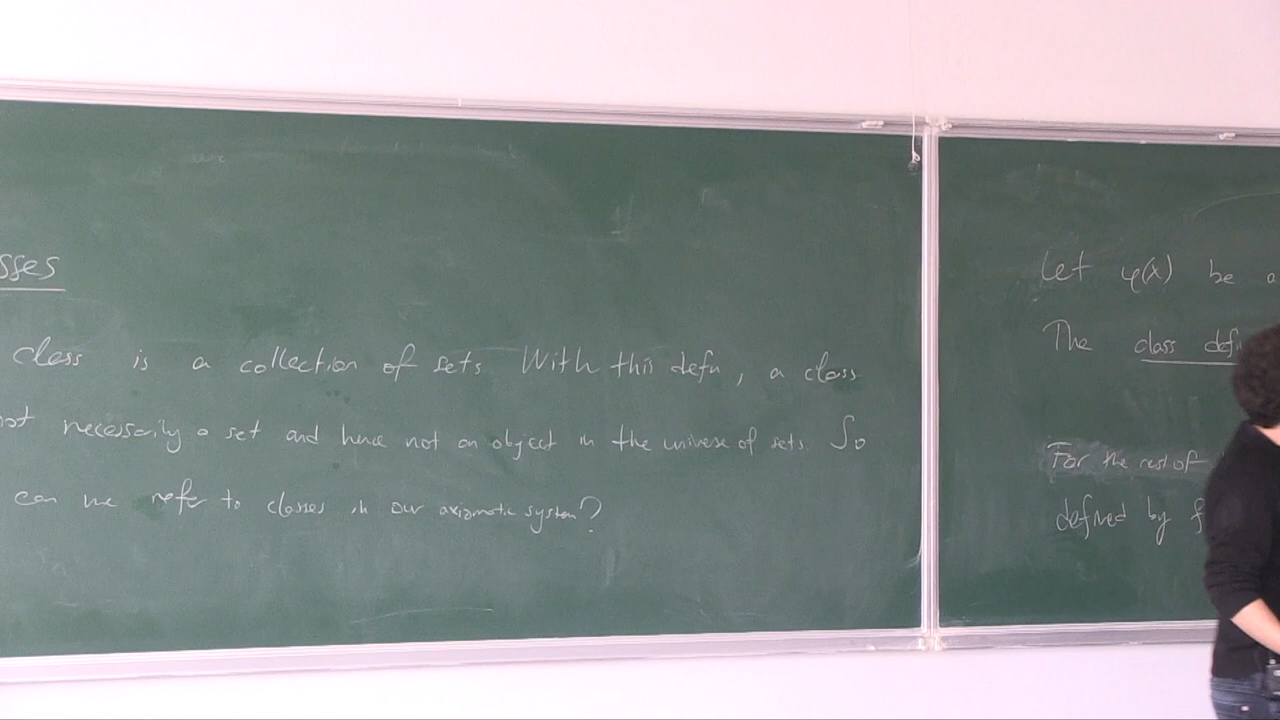 sses
class is a collection of sets With this defn, a class
not necessarily a set and hence not an object in the universe of sets So
can we refer to classes in our axiomatic system?
Let φ(x) be a
The class defi
For the rest of
defined by f